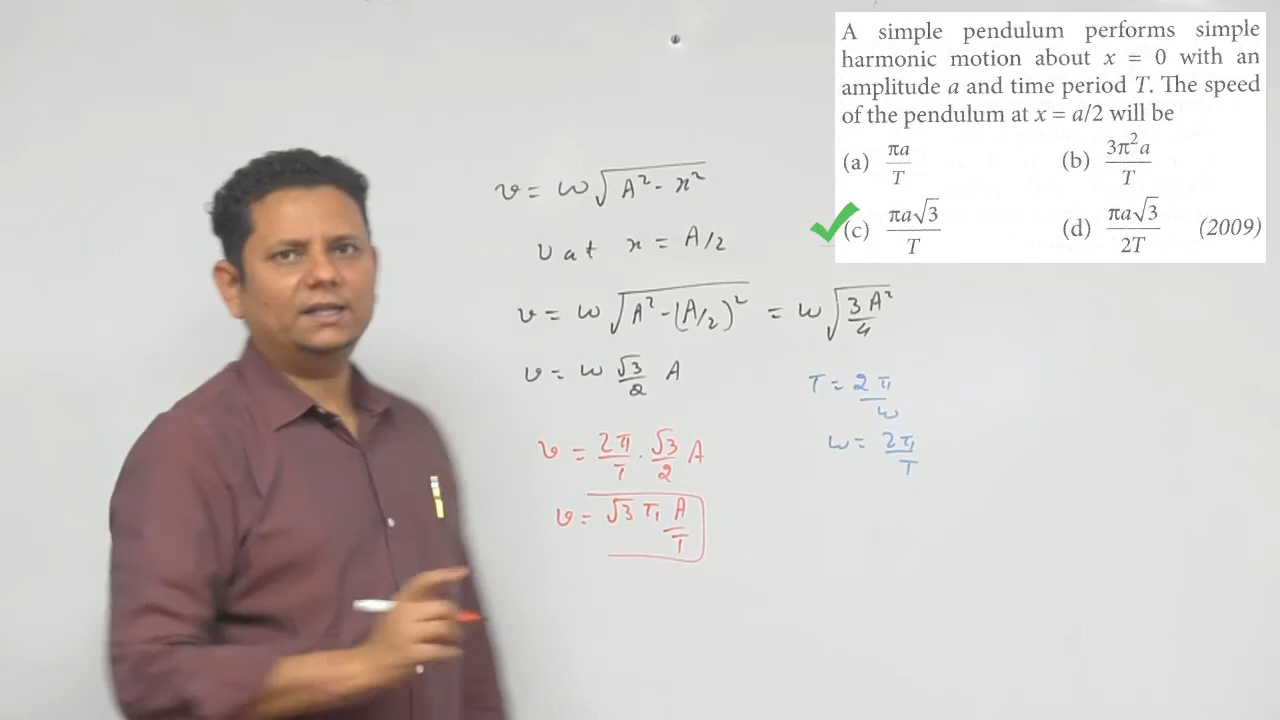 A simple pendulum performs simple
harmonic motion about x = 0 with an
amplitude a and time period T. The speed
of the pendulum at x = a/2 will be
(a) πa/T (b) 3π²a/T
(c) πa√3/T (d) πa√3/2T (2009)
v = ω√(A² - x²)
v at x = A/2
v = ω√(A² - (A/2)²) = ω√(3A²/4)
v = ω √3/2 A
T = 2π/ω
ω = 2π/T
v = 2π/T · √3/2 A
v = √3 π A/T